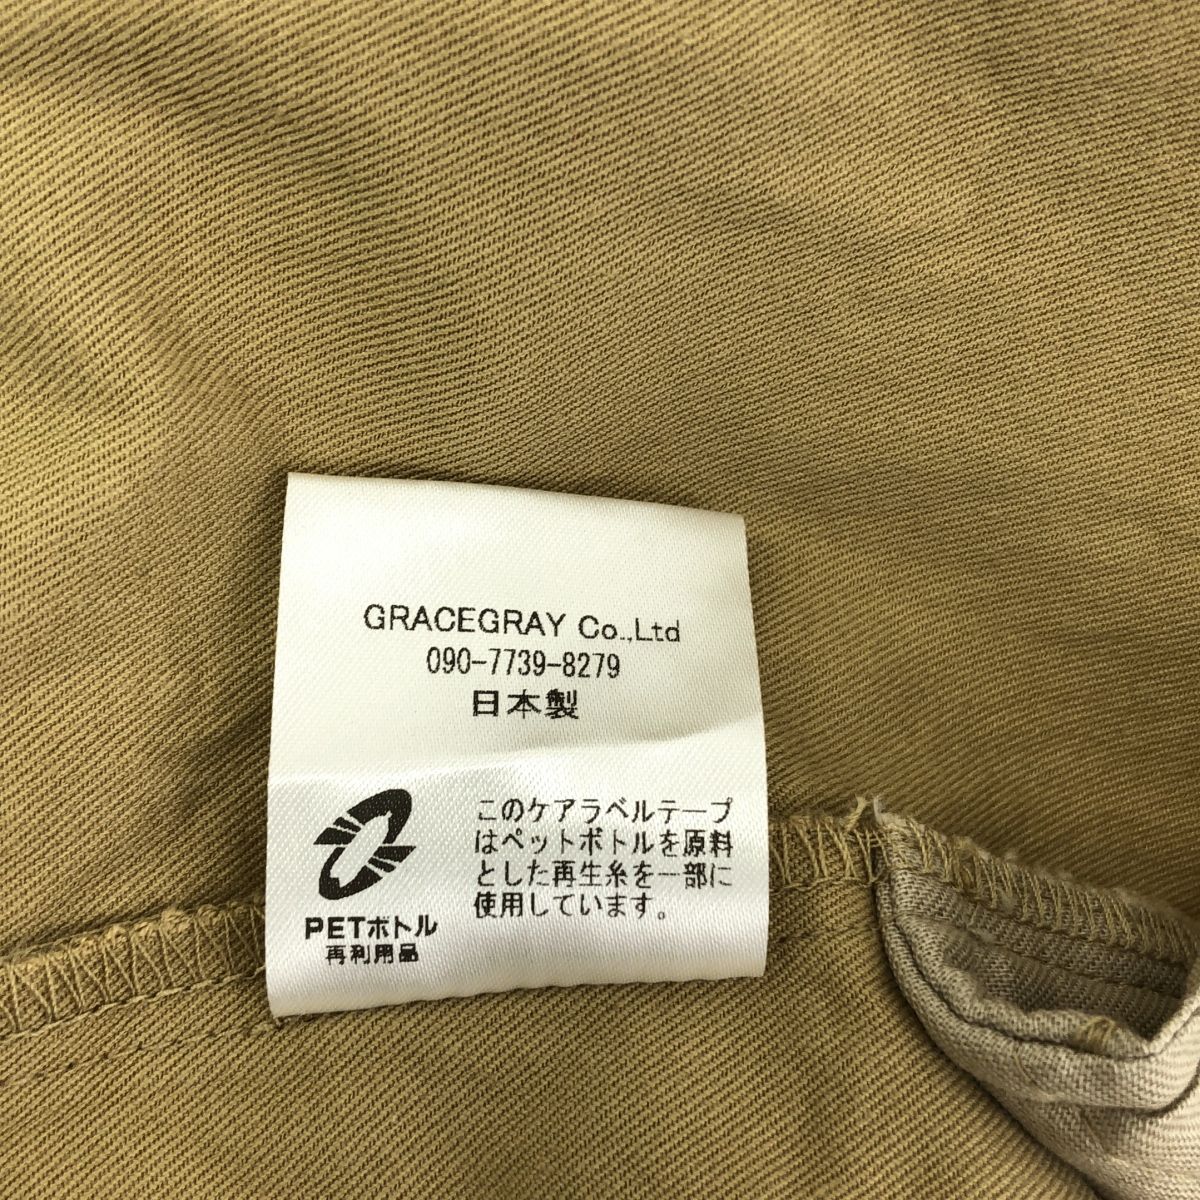 GRACEGRAY Co.,Ltd
090-7739-8279
日本製
このケアラベルテープ
はペットボトルを原料
とした再生糸を一部に
使用しています。
PETボトル
再利用品